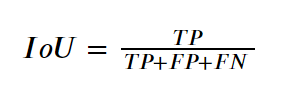 IoU = TP / TP+FP+FN